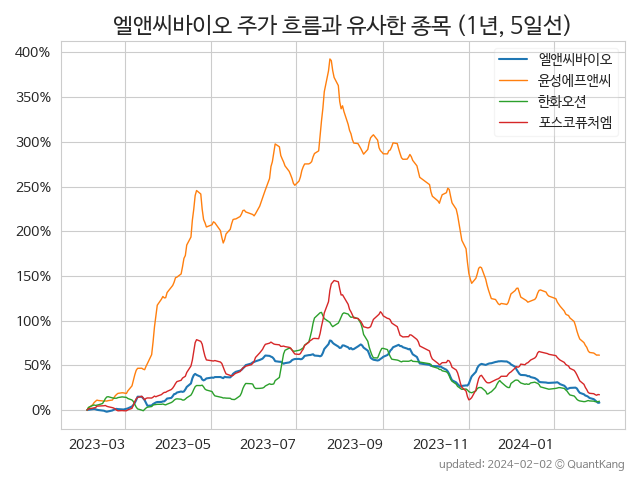 엘앤씨바이오 주가 흐름과 유사한 종목 (1년, 5일선)
400%
350%
300%
250%
200%
150%
100%
50%
0%
엘앤씨바이오
윤성에프앤씨
한화오션
포스코퓨처엠
2023-03
2023-05
2023-07
2023-09
2023-11
2024-01
updated: 2024-02-02 © QuantKang